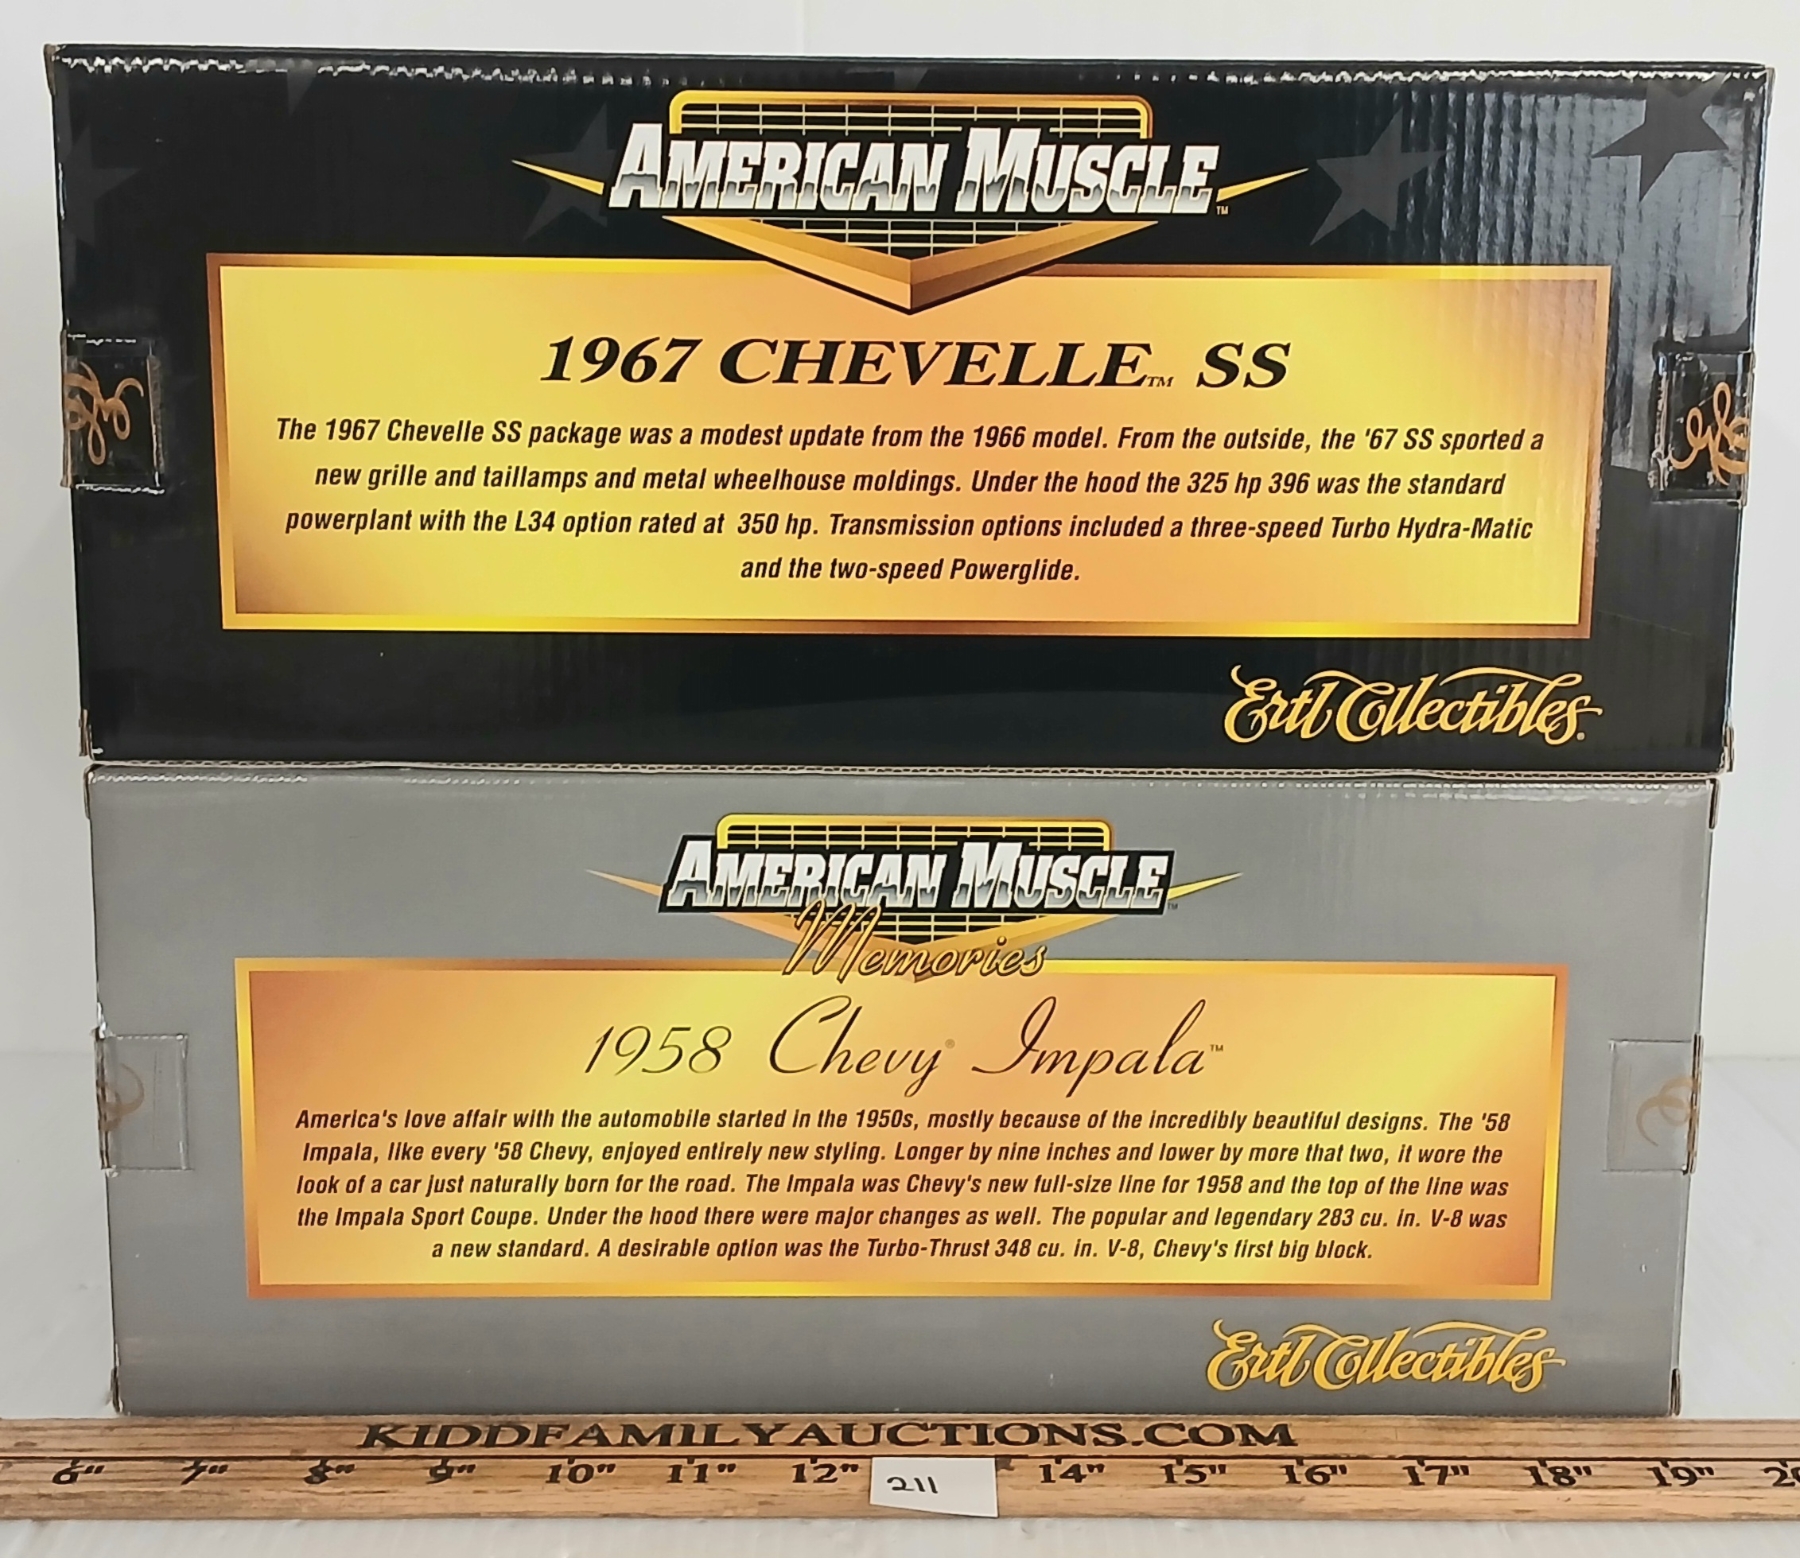 AMERICAN MUSCLE™
1967 CHEVELLE™ SS
The 1967 Chevelle SS package was a modest update from the 1966 model. From the outside, the '67 SS sported a
new grille and taillamps and metal wheelhouse moldings. Under the hood the 325 hp 396 was the standard
powerplant with the L34 option rated at 350 hp. Transmission options included a three-speed Turbo Hydra-Matic
and the two-speed Powerglide.
Ertl Collectibles®
AMERICAN MUSCLE™
Memories
1958 Chevy® Impala™
America's love affair with the automobile started in the 1950s, mostly because of the incredibly beautiful designs. The '58
Impala, like every '58 Chevy, enjoyed entirely new styling. Longer by nine inches and lower by more that two, it wore the
look of a car just naturally born for the road. The Impala was Chevy's new full-size line for 1958 and the top of the line was
the Impala Sport Coupe. Under the hood there were major changes as well. The popular and legendary 283 cu. in. V-8 was
a new standard. A desirable option was the Turbo-Thrust 348 cu. in. V-8, Chevy's first big block.
Ertl Collectibles
KIDDFAMILYAUCTIONS.COM
6" 7" 8" 9" 10" 11" 12" 211 14" 15" 16" 17" 18" 19"